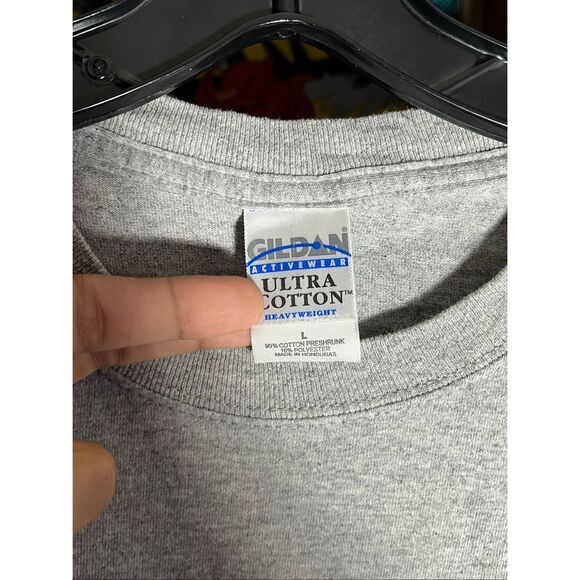 GILDAN
ACTIVEWEAR
ULTRA
COTTON™
HEAVYWEIGHT
L
90% COTTON PRESHRUNK
10% POLYESTER
MADE IN HONDURAS